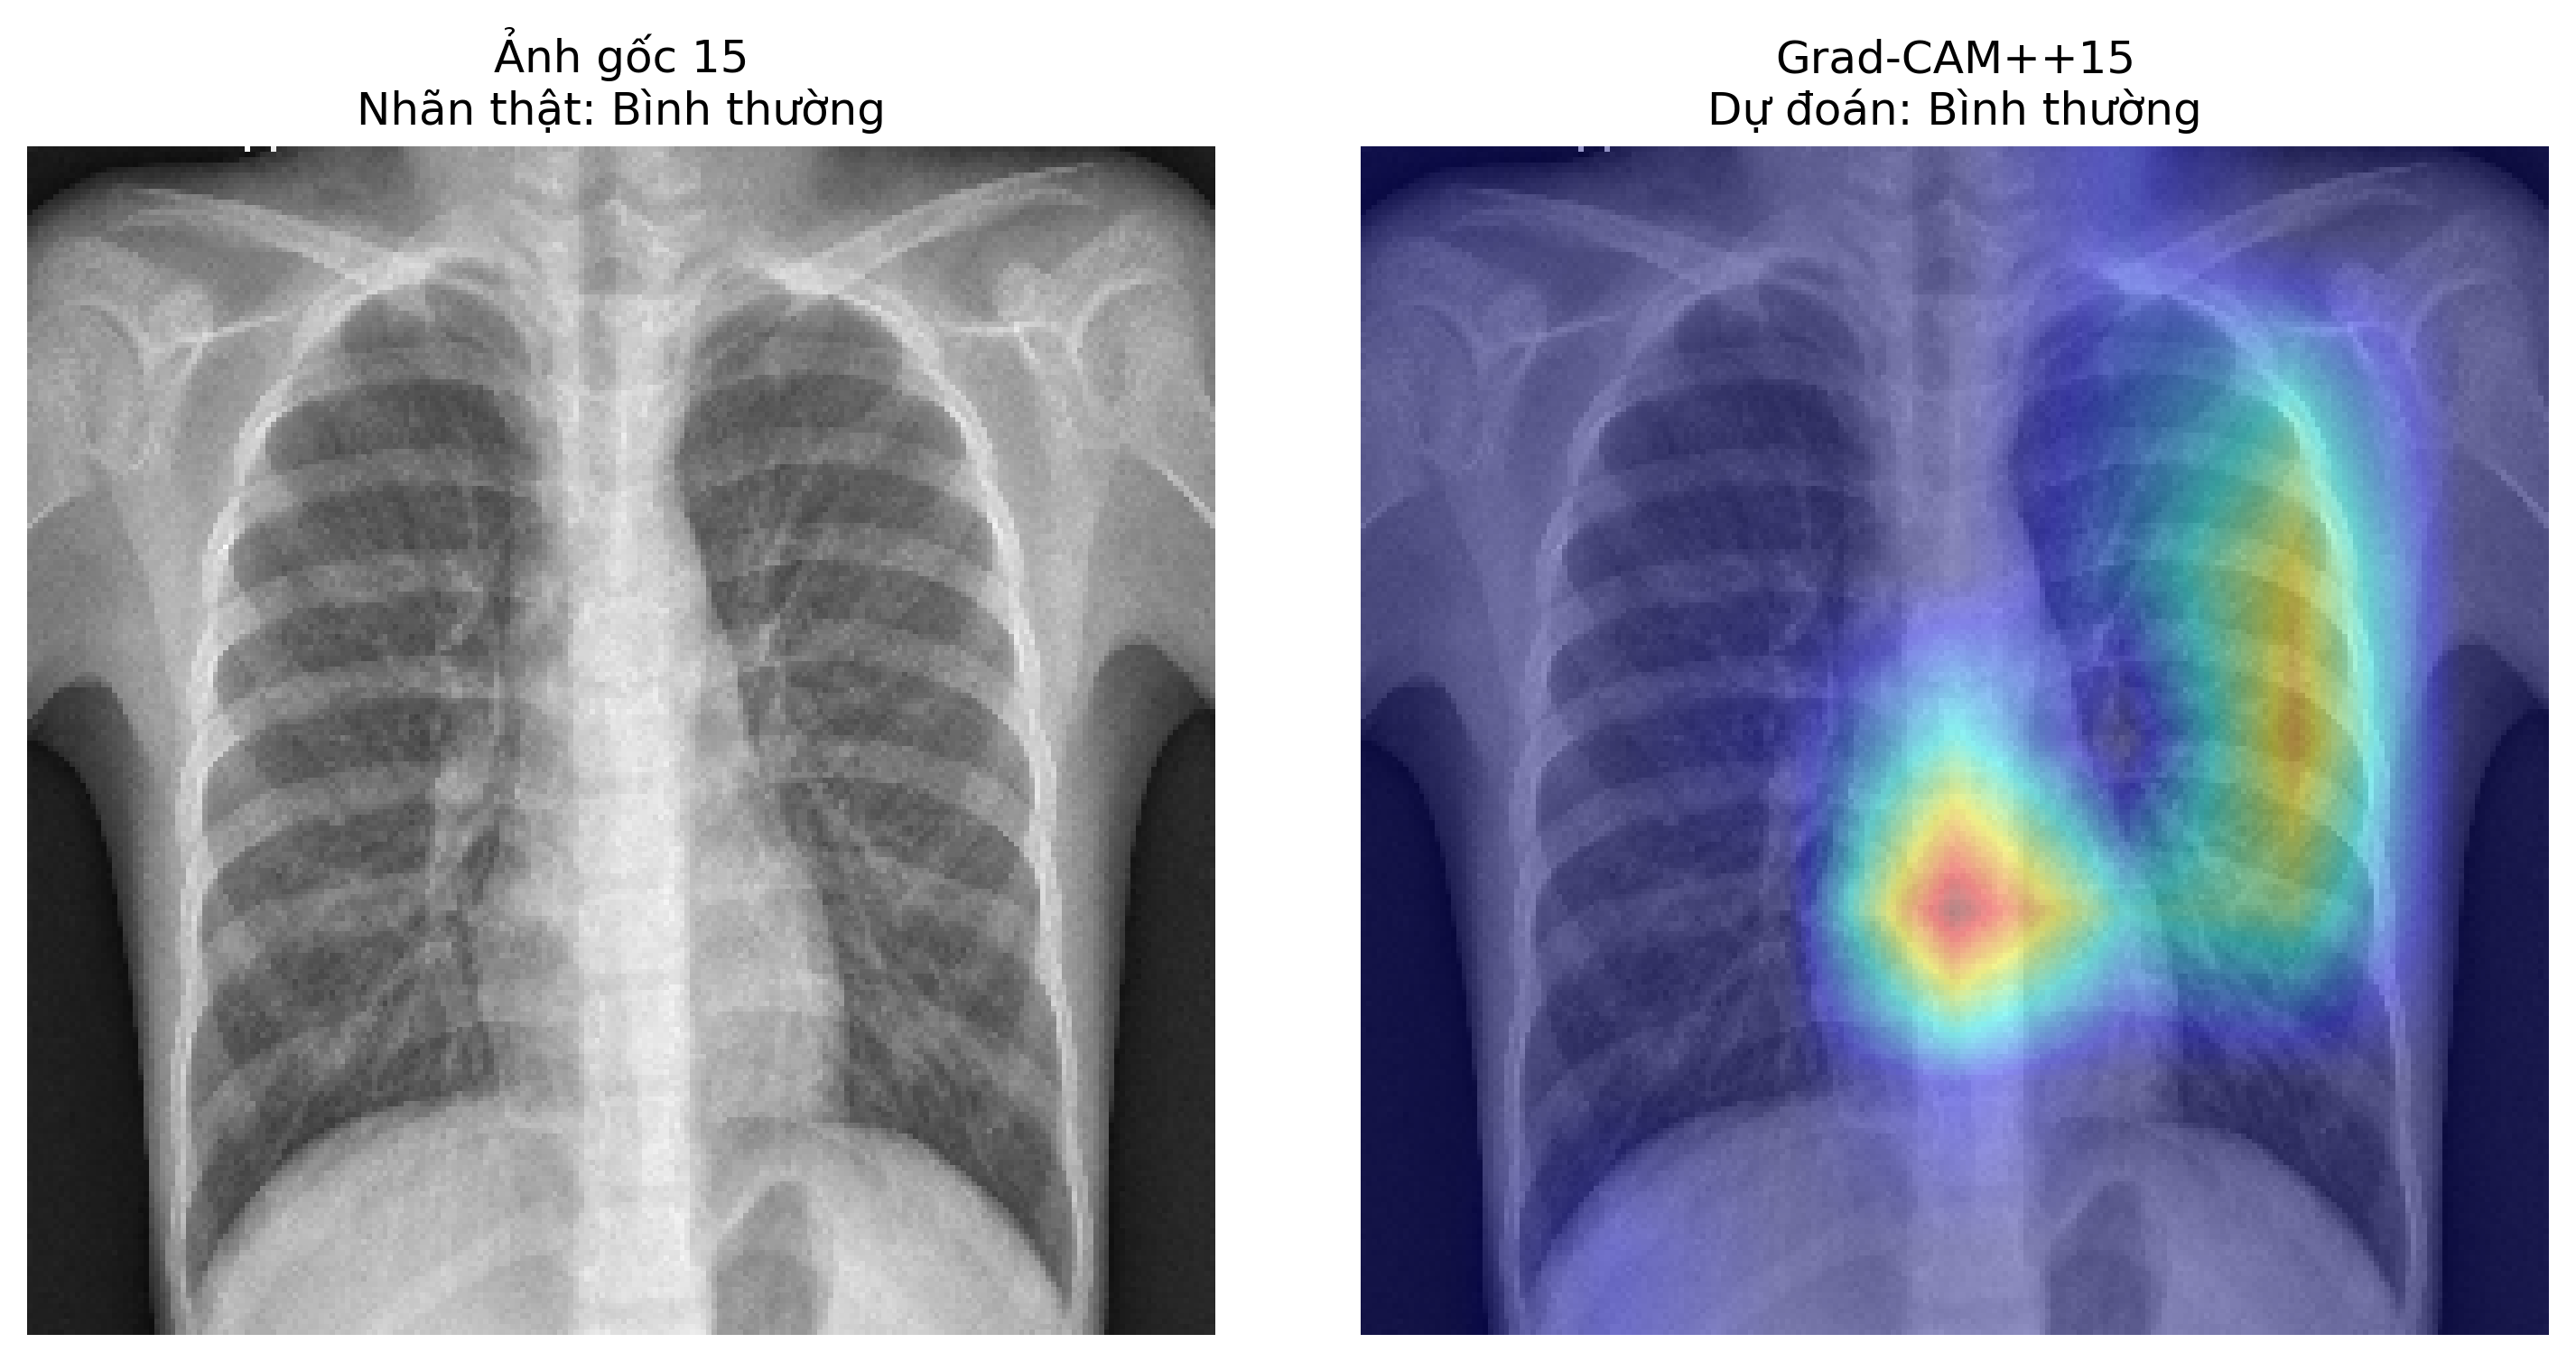 Ảnh gốc 15
Nhãn thật: Bình thường
Grad-CAM++15
Dự đoán: Bình thường